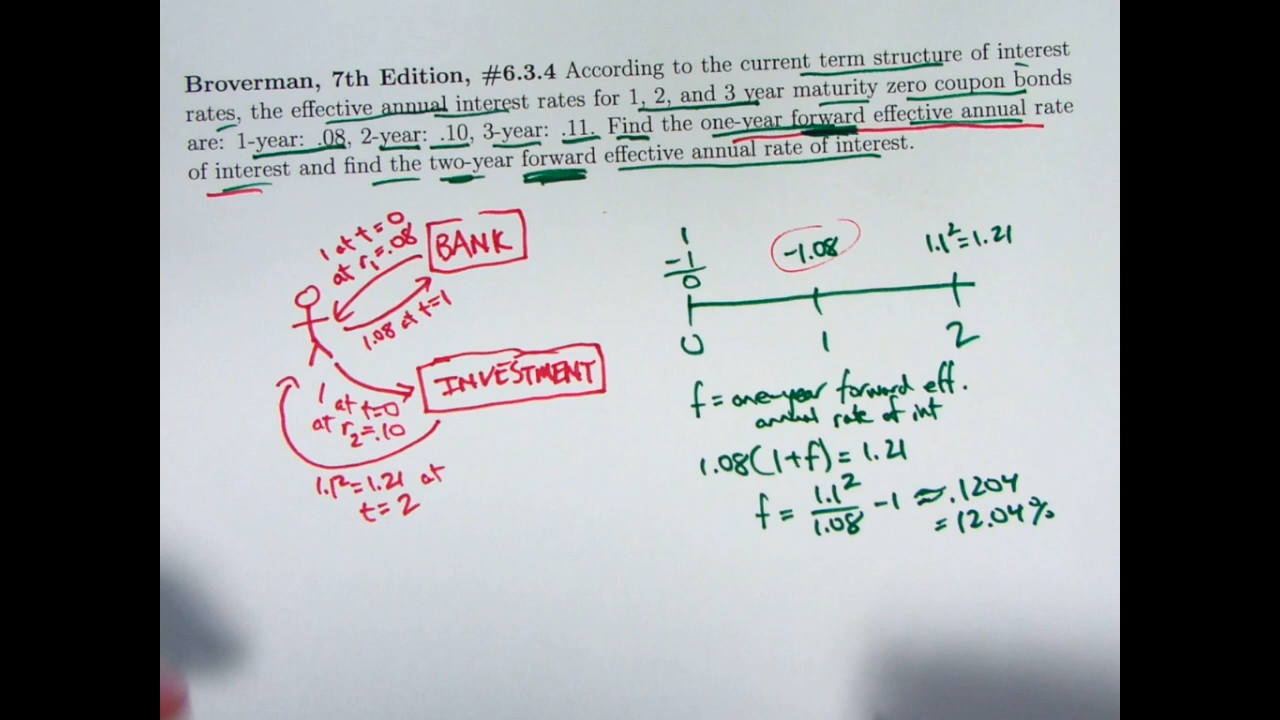 Broverman, 7th Edition, #6.3.4 According to the current term structure of interest
rates, the effective annual interest rates for 1, 2, and 3 year maturity zero coupon bonds
are: 1-year: .08, 2-year: .10, 3-year: .11. Find the one-year forward effective annual rate
of interest and find the two-year forward effective annual rate of interest.
1 at t=0
at r₁=.08
BANK
1.08 at t=1
INVESTMENT
1 at t=0
at r₂=.10
1.1²=1.21 at
t=2
1
-1
0
-1.08
1.1²=1.21
0
1
2
f = one-year forward eff.
annual rate of int
1.08(1+f) = 1.21
f = 1.1²/1.08 -1 ≈ .1204
= 12.04%